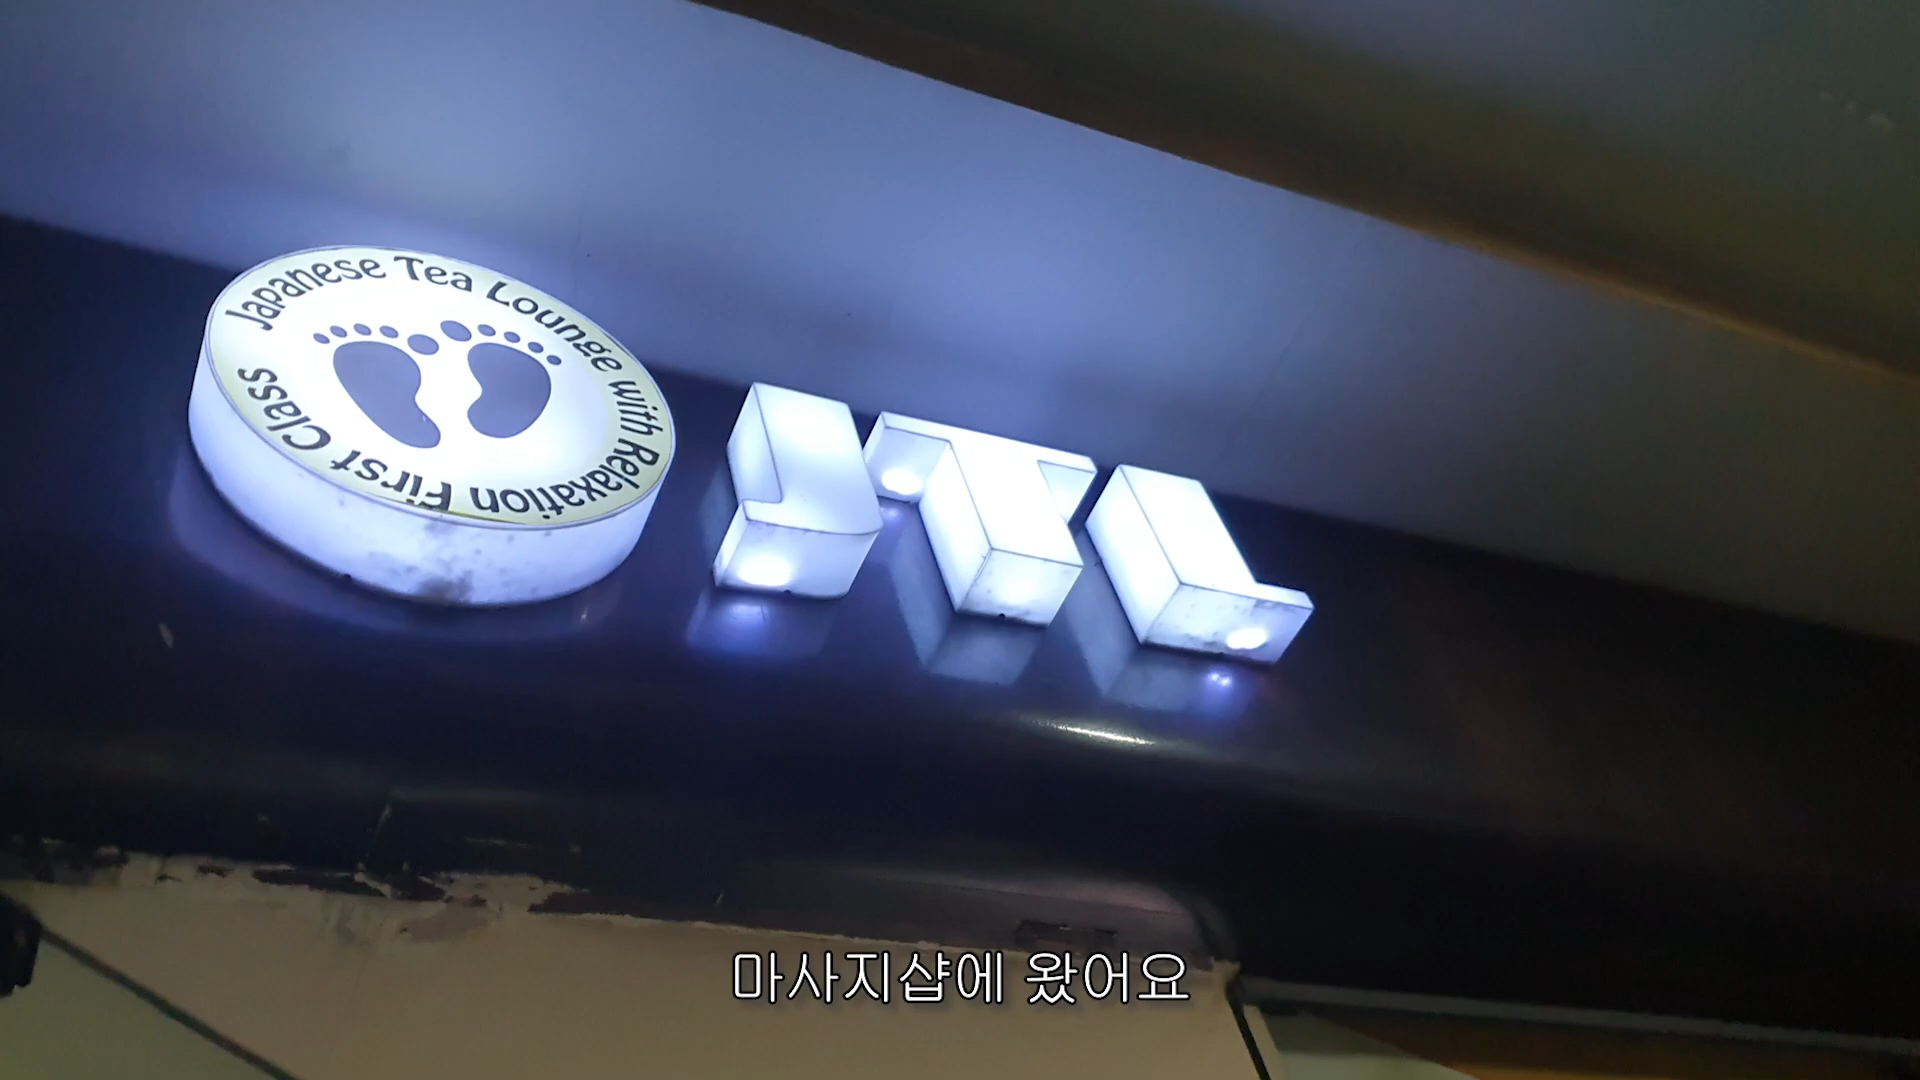 Japanese Tea Lounge with Relaxation First Class
JTL
마사지샵에 왔어요